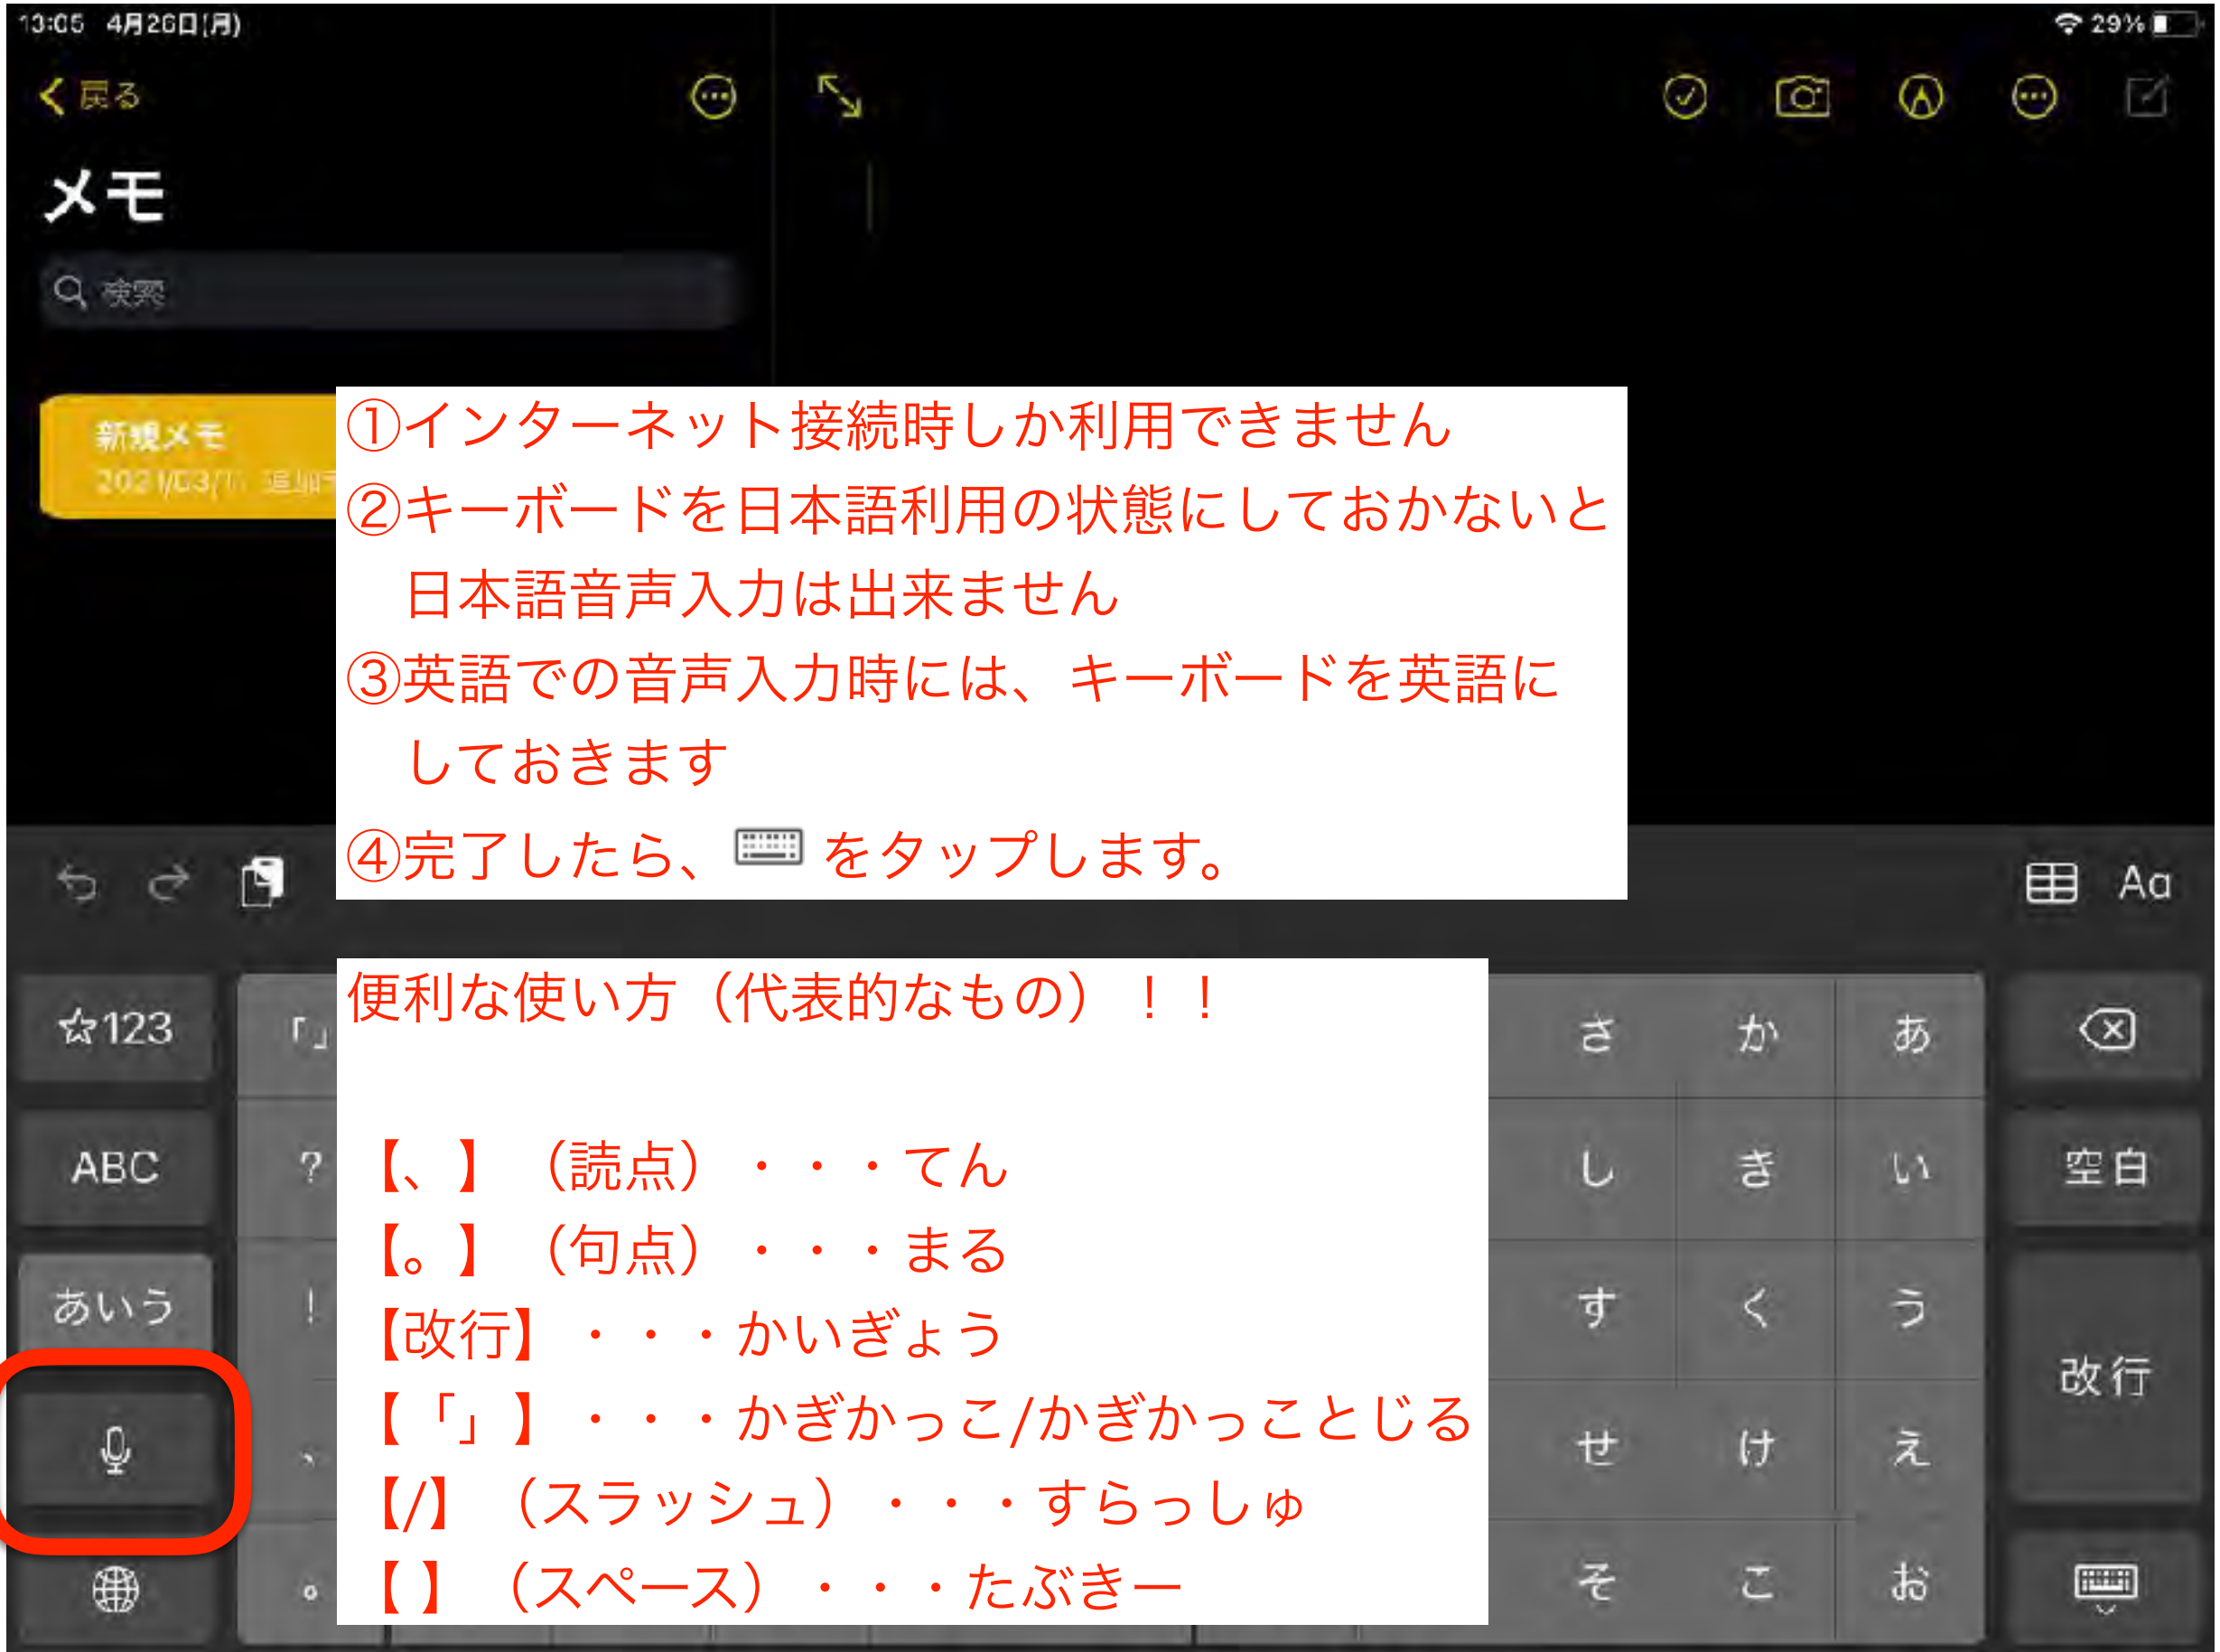 13:05 4月26日(月)
29%
戻る
メモ
検索
新規メモ
①インターネット接続時しか利用できません
②キーボードを日本語利用の状態にしておかないと
日本語音声入力は出来ません
③英語での音声入力時には、キーボードを英語に
しておきます
④完了したら、 をタップします。
Aa
便利な使い方（代表的なもの）！！
【、】（読点）・・・てん
【。】（句点）・・・まる
【改行】・・・かいぎょう
【「」】・・・かぎかっこ/かぎかっことじる
【/】（スラッシュ）・・・すらっしゅ
【 】（スペース）・・・たぶきー
☆123 「」 さ か あ
ABC ? し き い 空白
あいう ! す く う
改行
、 せ け え
。 そ こ お